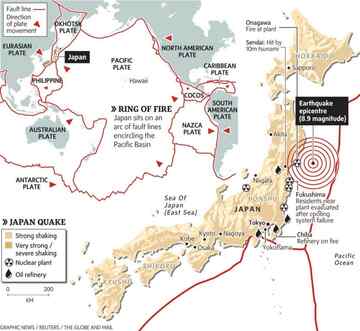 Fault line
Direction of
plate
movement
OKHOTSK
PLATE
EURASIAN
PLATE
Japan
PHILIPPINE
PLATE
PACIFIC
PLATE
Hawaii
NORTH AMERICAN
PLATE
CARIBBEAN
PLATE
COCOS
RING OF FIRE
Japan sits on an
arc of fault lines
encircling the
Pacific Basin
AUSTRALIAN
PLATE
NAZCA
PLATE
SOUTH
AMERICAN
PLATE
ANTARCTIC
PLATE
Onagawa
Fire at plant
Sendai: Hit by
10m tsunami
HOKKAIDO
Sapporo
Earthquake
epicentre
(8.9 magnitude)
Akita
Niigata
HONSHU
JAPAN
Fukushima
Residents near
plant evacuated
after cooling
system failure
Sea Of
Japan
(East Sea)
Tokyo
Chiba
Refinery on fire
Yokohama
Kobe
Kyoto
Nagoya
Osaka
SHIKOKU
KYUSHU
Pacific
Ocean
JAPAN QUAKE
Strong shaking
Very strong /
severe shaking
Nuclear plant
Oil refinery
0
200
KM
GRAPHIC NEWS / REUTERS / THE GLOBE AND MAIL